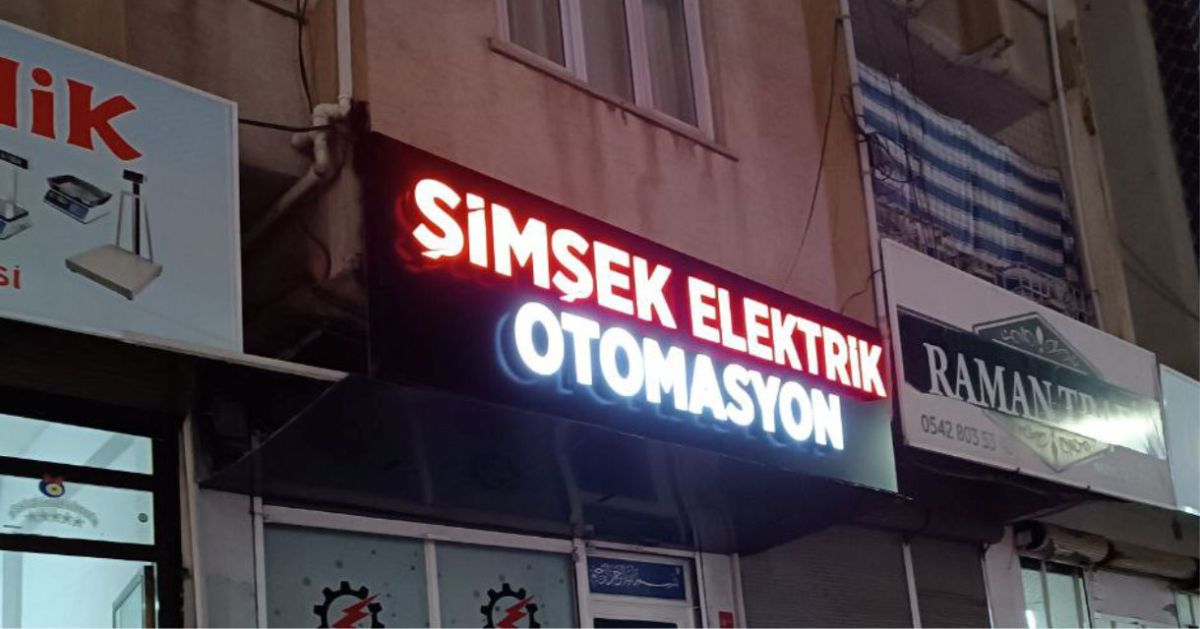 ŞİMŞEK ELEKTRİK
OTOMASYON
RAMAN
0542 803 53